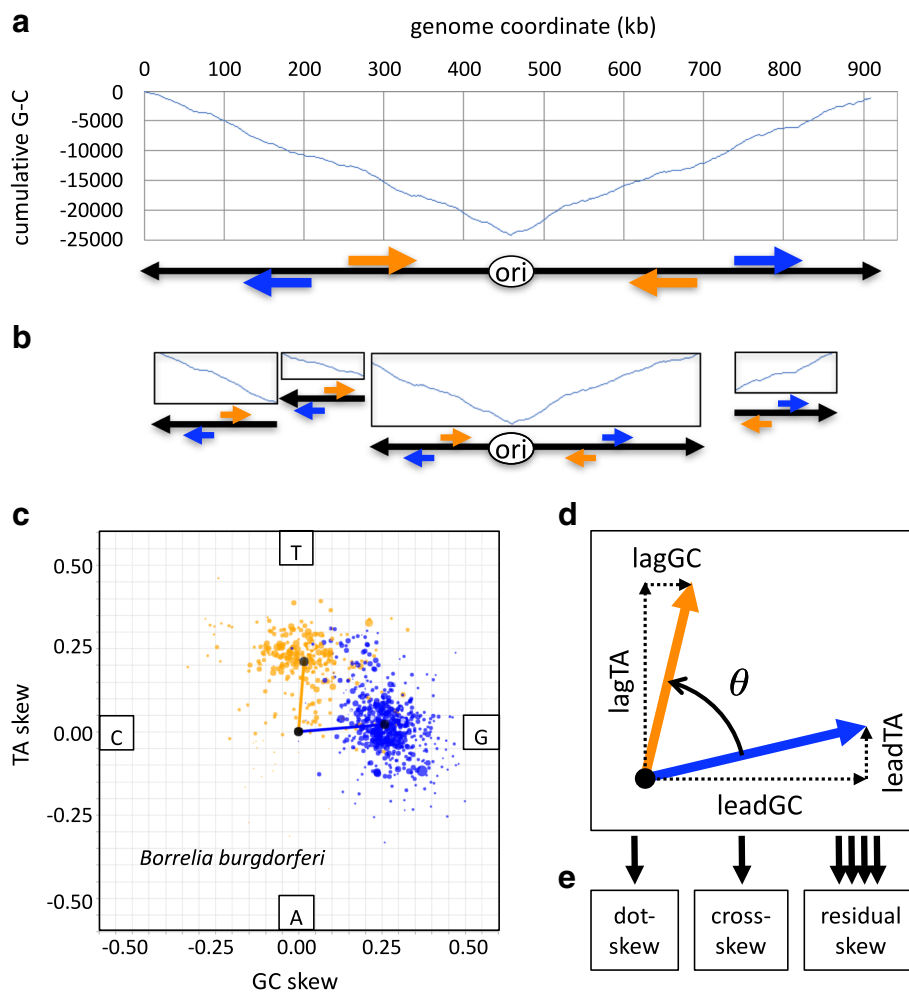 a
genome coordinate (kb)
0 100 200 300 400 500 600 700 800 900
cumulative G-C
0
-5000
-10000
-15000
-20000
-25000
ori
b
ori
c
TA skew
0.50
0.25
0.00
-0.25
-0.50
T
C
G
A
Borrelia burgdorferi
-0.50 -0.25 0.00 0.25 0.50
GC skew
d
lagGC
lagTA
θ
leadTA
leadGC
e
dot-
skew
cross-
skew
residual
skew